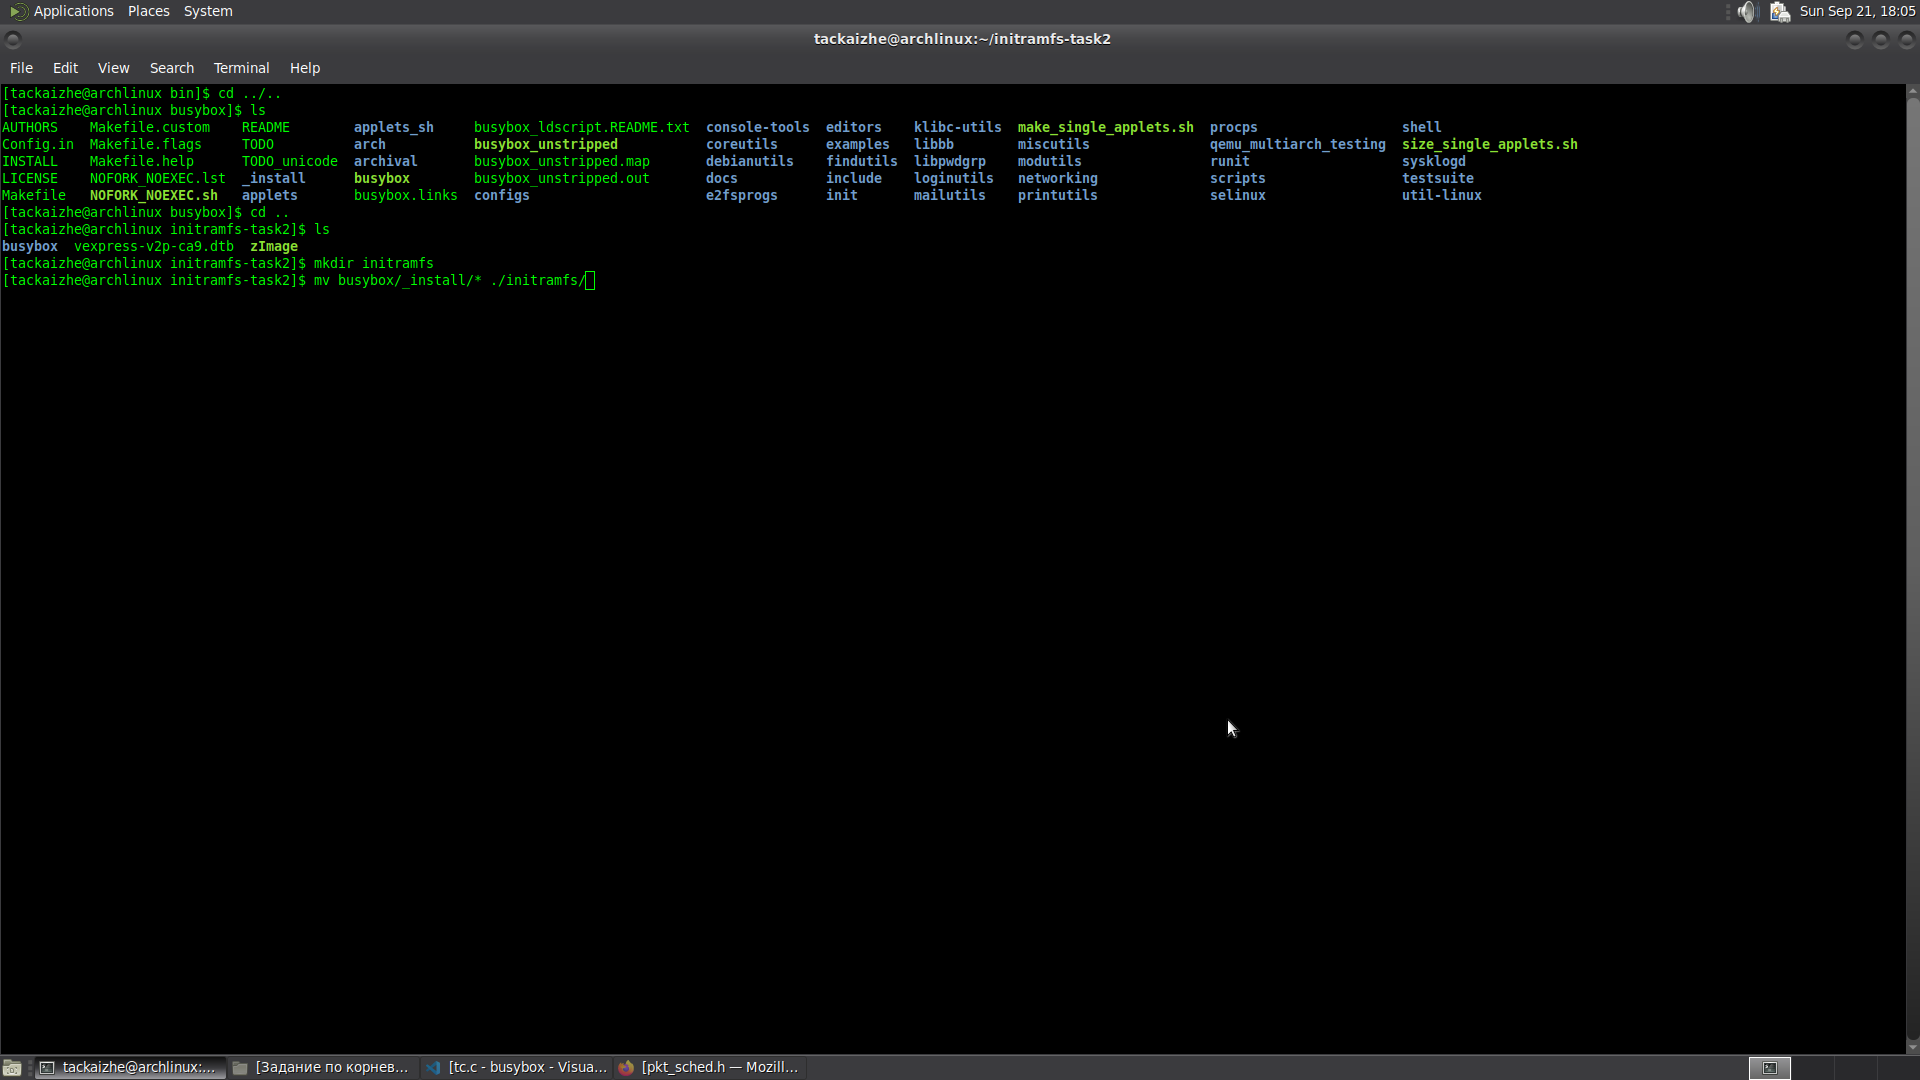 Applications Places System Sun Sep 21, 18:05
tackaizhe@archlinux:~/initramfs-task2
File Edit View Search Terminal Help
[tackaizhe@archlinux bin]$ cd ../..
[tackaizhe@archlinux busybox]$ ls
AUTHORS Makefile.custom README applets_sh busybox_ldscript.README.txt console-tools editors klibc-utils make_single_applets.sh procps shell
Config.in Makefile.flags TODO arch busybox_unstripped coreutils examples libbb miscutils qemu_multiarch_testing size_single_applets.sh
INSTALL Makefile.help TODO_unicode archival busybox_unstripped.map debianutils findutils libpwdgrp modutils runit sysklogd
LICENSE NOFORK_NOEXEC.lst _install busybox busybox_unstripped.out docs include loginutils networking scripts testsuite
Makefile NOFORK_NOEXEC.sh applets busybox.links configs e2fsprogs init mailutils printutils selinux util-linux
[tackaizhe@archlinux busybox]$ cd ..
[tackaizhe@archlinux initramfs-task2]$ ls
busybox vexpress-v2p-ca9.dtb zImage
[tackaizhe@archlinux initramfs-task2]$ mkdir initramfs
[tackaizhe@archlinux initramfs-task2]$ mv busybox/_install/* ./initramfs/
tackaizhe@archlinux:... [Задание по корнев... [tc.c - busybox - Visua... [pkt_sched.h — Mozill...